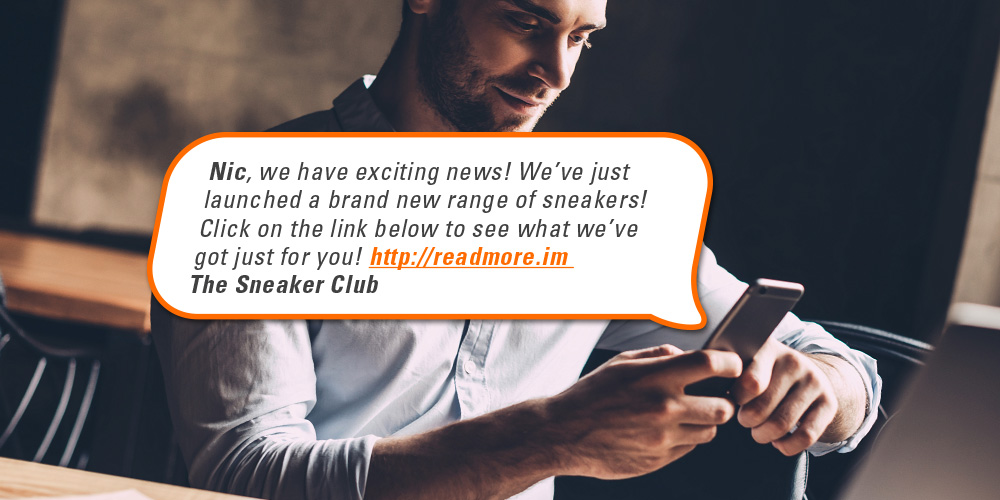 Nic, we have exciting news! We've just
launched a brand new range of sneakers!
Click on the link below to see what we've
got just for you! http://readmore.im
The Sneaker Club